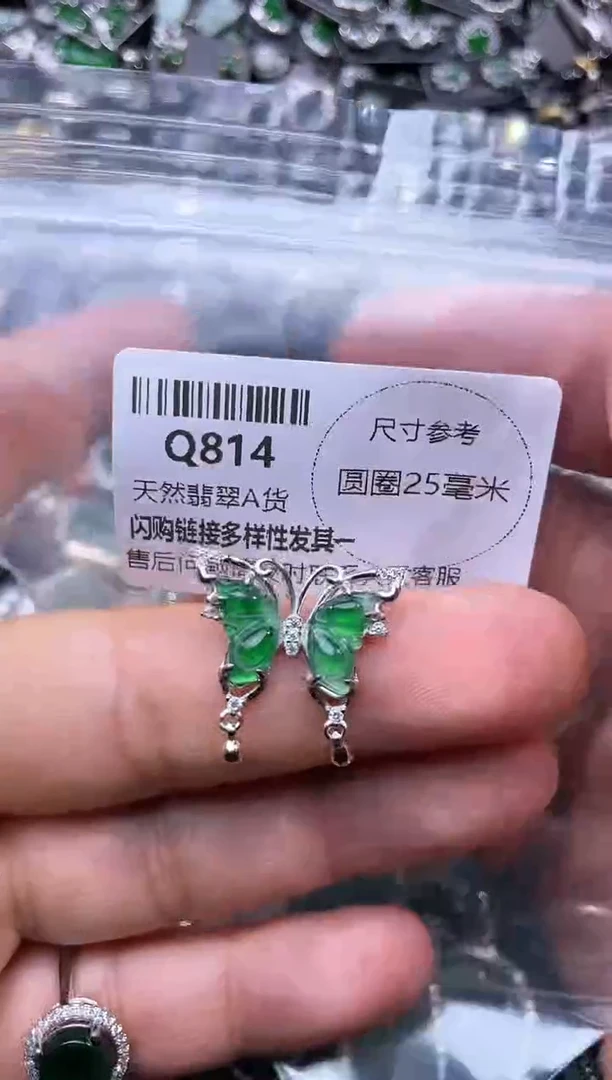 Q814
天然翡翠A货
闪购链接多样性发其一
售后问 时 客服
尺寸参考
圆圈25毫米